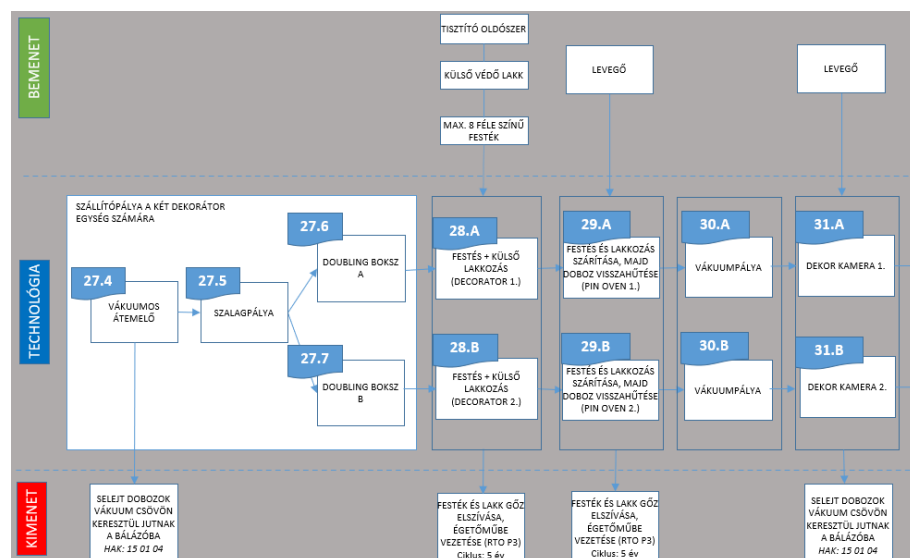 BEMENET
TISZTÍTÓ OLDÓSZER
KÜLSŐ VÉDŐ LAKK
MAX. 8 FÉLE SZÍNŰ
FESTÉK
LEVEGŐ
LEVEGŐ
TECHNOLÓGIA
SZÁLLÍTÓPÁLYA A KÉT DEKORÁTOR
EGYSÉG SZÁMÁRA
27.4
VÁKUUMOS
ÁTEMELŐ
27.5
SZALAGPÁLYA
27.6
DOUBLING BOKSZ
A
27.7
DOUBLING BOKSZ
B
28.A
FESTÉS + KÜLSŐ
LAKKOZÁS
(DECORATOR 1.)
29.A
FESTÉS ÉS LAKKOZÁS
SZÁRÍTÁSA, MAJD
DOBOZ VISSZAHŰTÉSE
(PIN OVEN 1.)
30.A
VÁKUUMPÁLYA
31.A
DEKOR KAMERA 1.
28.B
FESTÉS + KÜLSŐ
LAKKOZÁS
(DECORATOR 2.)
29.B
FESTÉS ÉS LAKKOZÁS
SZÁRÍTÁSA, MAJD
DOBOZ VISSZAHŰTÉSE
(PIN OVEN 2.)
30.B
VÁKUUMPÁLYA
31.B
DEKOR KAMERA 2.
KIMENET
SELEJT DOBOZOK
VÁKUUM CSÖVÖN
KERESZTÜL JUTNAK
A BÁLÁZÓBA
HAK: 15 01 04
FESTÉK ÉS LAKK GŐZ
ELSZÍVÁSA,
ÉGETŐMŰBE
VEZETÉSE (RTO P3)
Ciklus: 5 év
FESTÉK ÉS LAKK GŐZ
ELSZÍVÁSA,
ÉGETŐMŰBE
VEZETÉSE (RTO P3)
Ciklus: 5 év
SELEJT DOBOZOK
VÁKUUM CSÖVÖN
KERESZTÜL JUTNAK
A BÁLÁZÓBA
HAK: 15 01 04